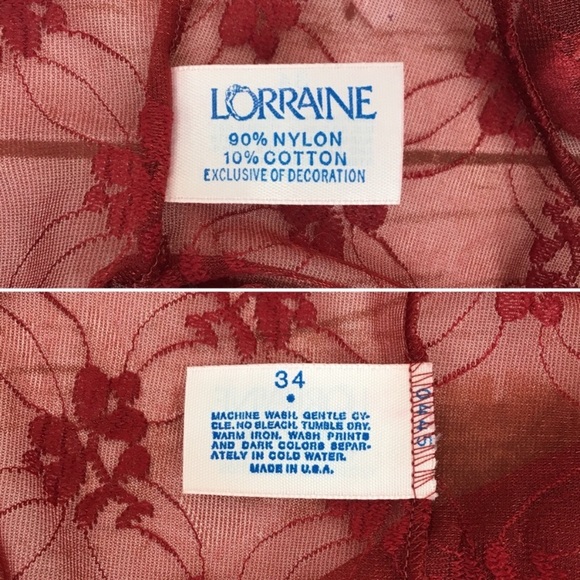 LORRAINE
90% NYLON
10% COTTON
EXCLUSIVE OF DECORATION
34
MACHINE WASH, GENTLE CY-
CLE. NO BLEACH, TUMBLE DRY,
WARM IRON. WASH PRINTS
AND DARK COLORS SEPAR-
ATELY IN COLD WATER.
MADE IN U.S.A.
0445